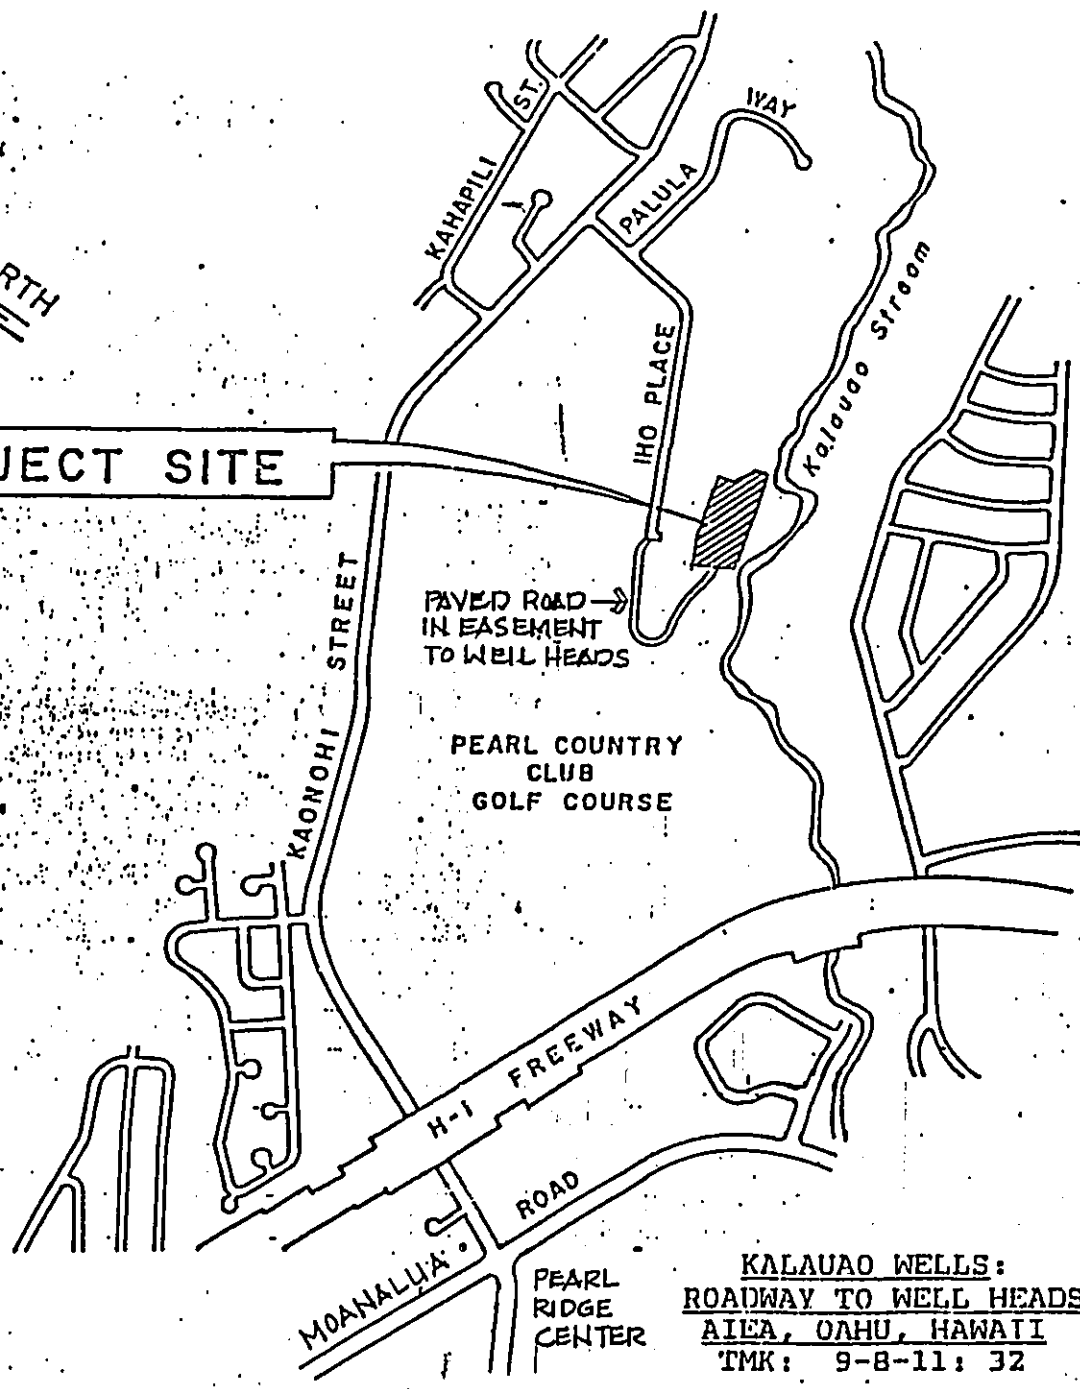 WAY
KAHAPILI ST.
PALULA
RTH
Kalauao Stream
IHO PLACE
JECT SITE
KAONOHI STREET
PAVED ROAD
IN EASEMENT
TO WELL HEADS
PEARL COUNTRY
CLUB
GOLF COURSE
H-1 FREEWAY
MOANALUA ROAD
PEARL
RIDGE
CENTER
KALAUAO WELLS:
ROADWAY TO WELL HEADS
AIEA, OAHU, HAWAII
TMK: 9-8-11: 32